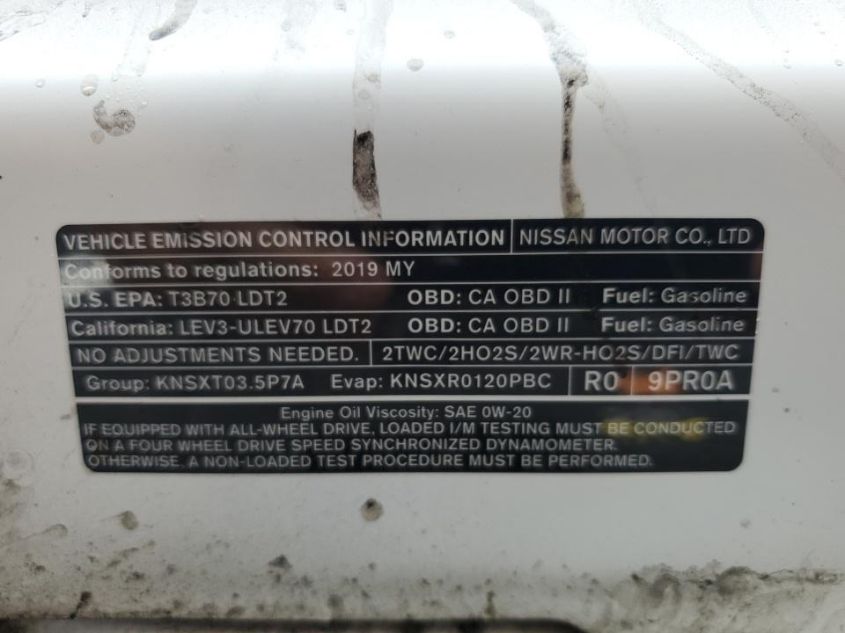 VEHICLE EMISSION CONTROL INFORMATION NISSAN MOTOR CO., LTD
Conforms to regulations: 2019 MY
U.S. EPA: T3B70 LDT2 OBD: CA OBD II Fuel: Gasoline
California: LEV3-ULEV70 LDT2 OBD: CA OBD II Fuel: Gasoline
NO ADJUSTMENTS NEEDED. 2TWC/2HO2S/2WR-HO2S/DFI/TWC
Group: KNSXT03.5P7A Evap: KNSXR0120PBC R0 9PR0A
Engine Oil Viscosity: SAE 0W-20
IF EQUIPPED WITH ALL-WHEEL DRIVE, LOADED I/M TESTING MUST BE CONDUCTED
ON A FOUR WHEEL DRIVE SPEED SYNCHRONIZED DYNAMOMETER.
OTHERWISE, A NON-LOADED TEST PROCEDURE MUST BE PERFORMED.